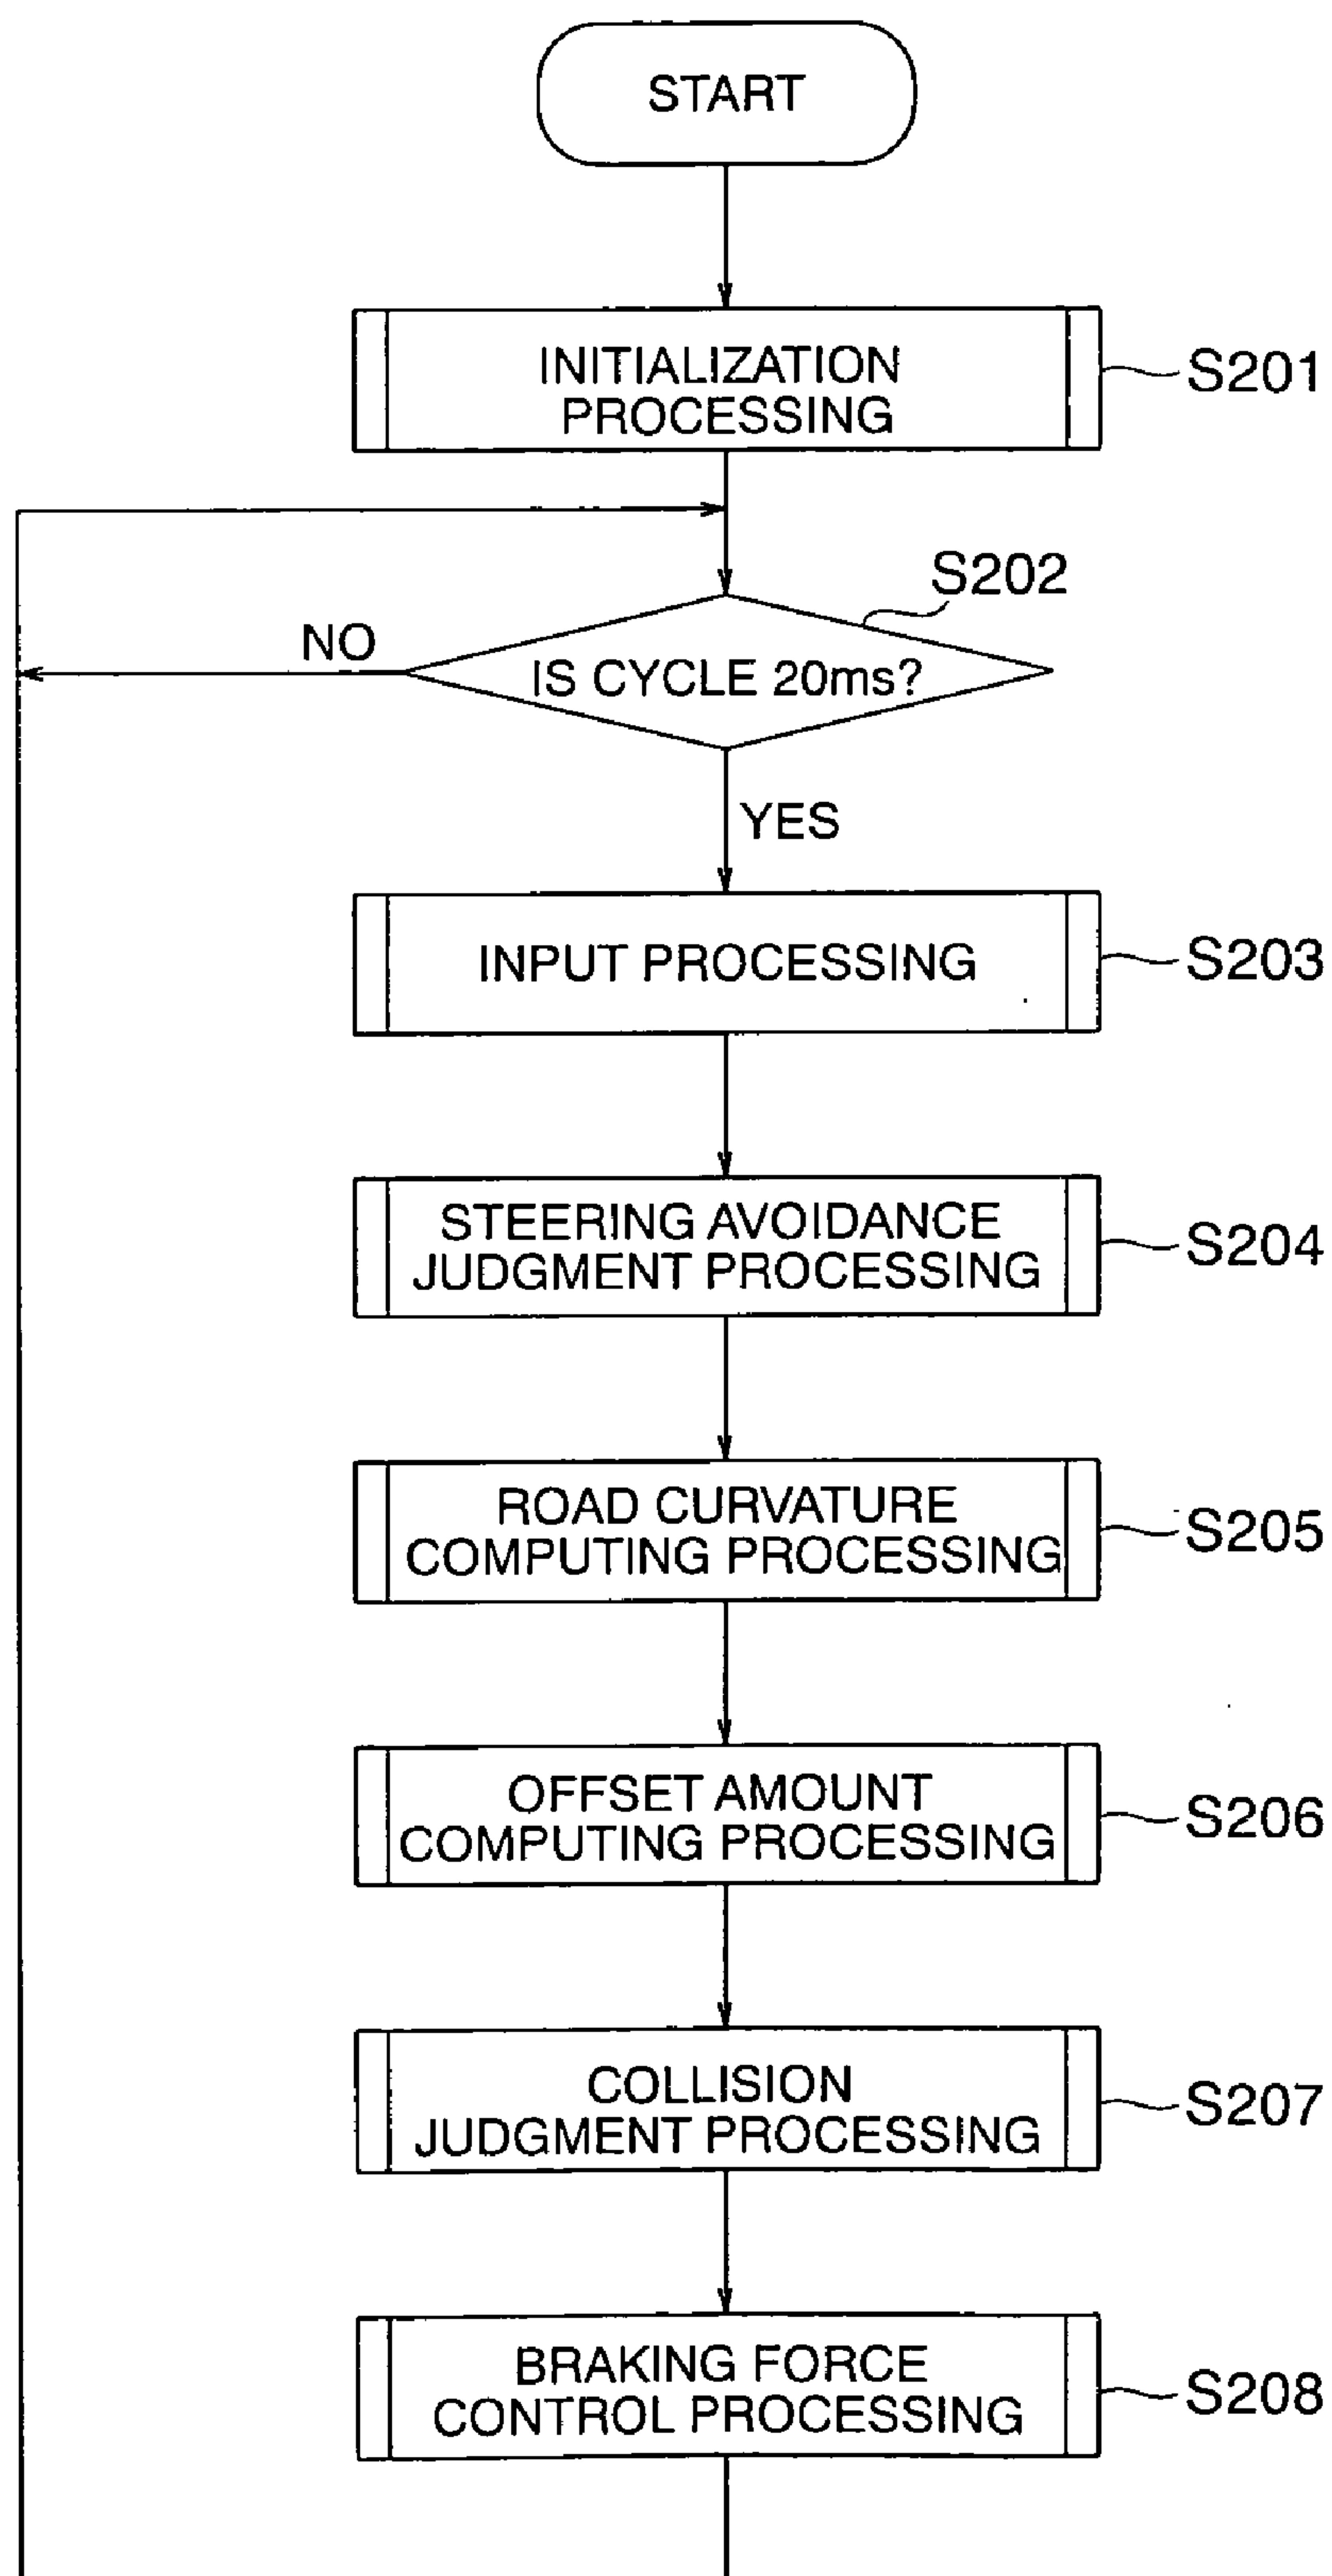 START
INITIALIZATION
PROCESSING
S201
S202
NO
IS CYCLE 20ms?
YES
INPUT PROCESSING
S203
STEERING AVOIDANCE
JUDGMENT PROCESSING
S204
ROAD CURVATURE
COMPUTING PROCESSING
S205
OFFSET AMOUNT
COMPUTING PROCESSING
S206
COLLISION
JUDGMENT PROCESSING
S207
BRAKING FORCE
CONTROL PROCESSING
S208